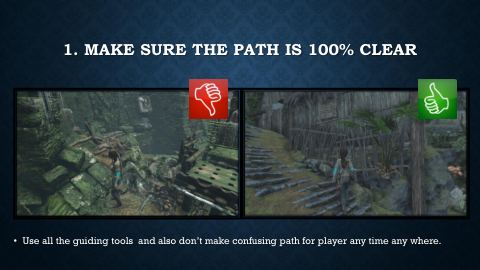 1. MAKE SURE THE PATH IS 100% CLEAR
• Use all the guiding tools and also don't make confusing path for player any time any where.